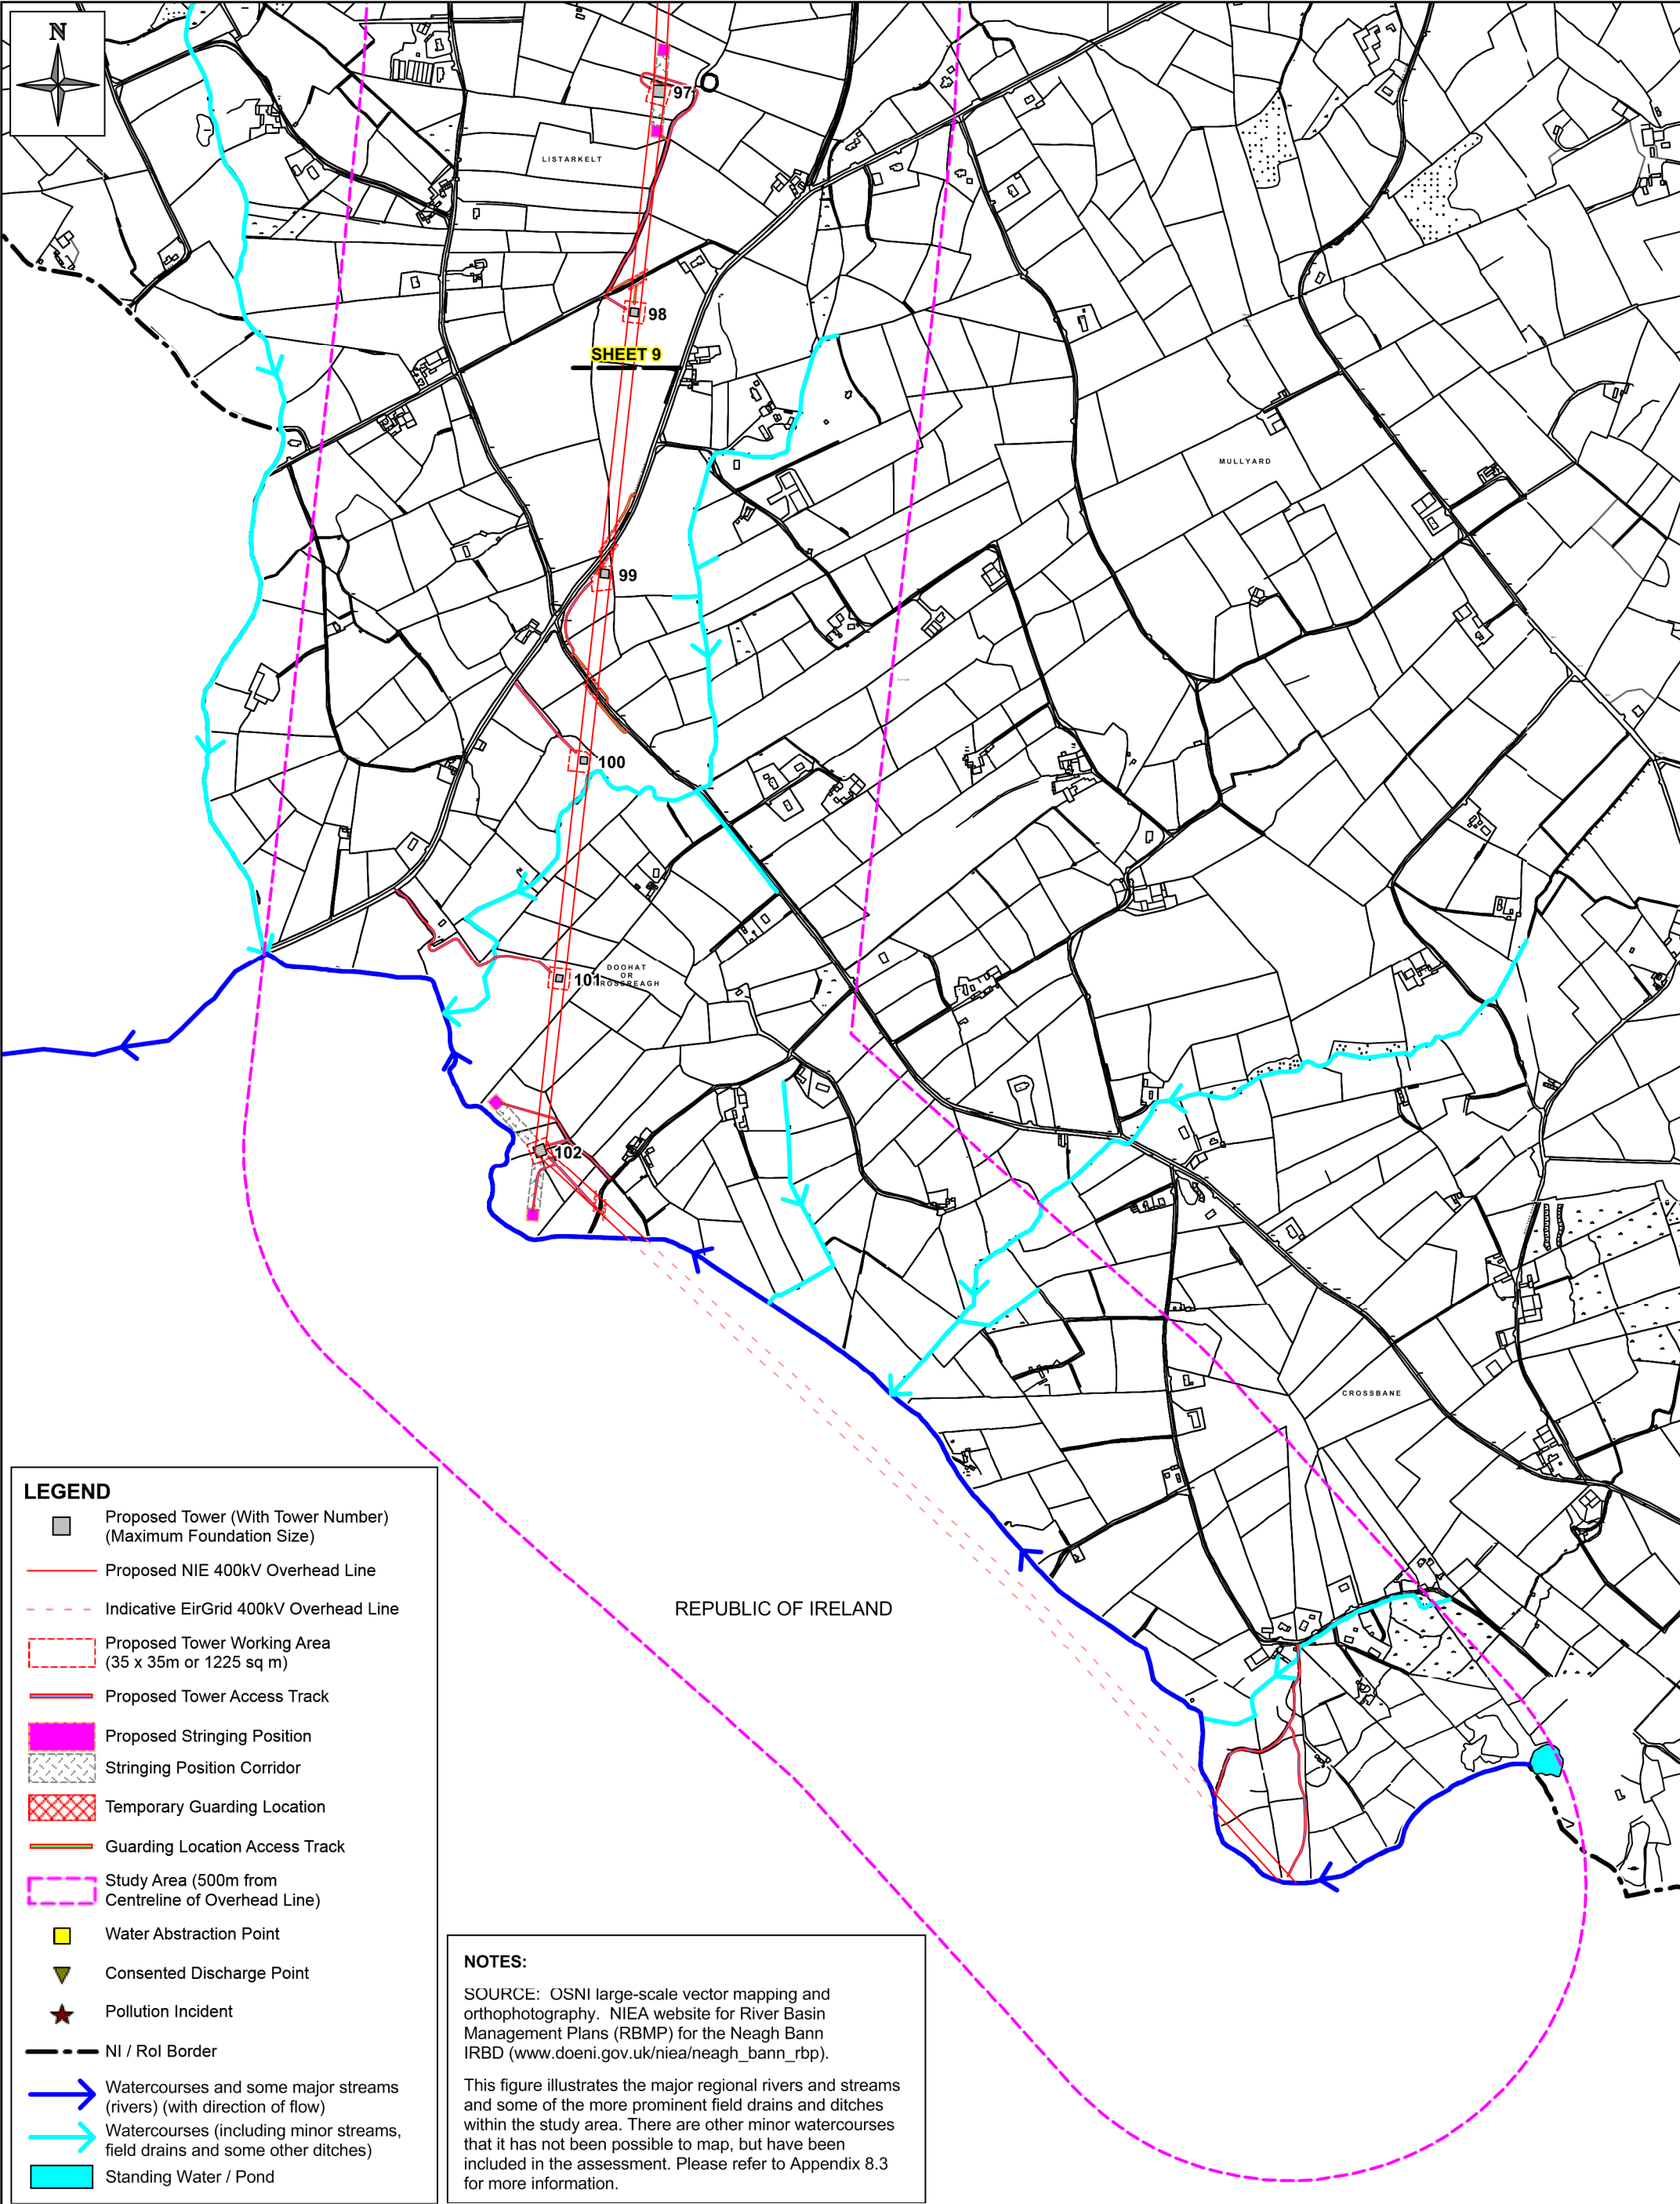 N
97
LISTARKELT
98
SHEET 9
MULLYARD
99
100
DOOHAT
OR
101
102
CROSSBANE
REPUBLIC OF IRELAND
LEGEND
Proposed Tower (With Tower Number)
(Maximum Foundation Size)
Proposed NIE 400kV Overhead Line
Indicative EirGrid 400kV Overhead Line
Proposed Tower Working Area
(35 x 35m or 1225 sq m)
Proposed Tower Access Track
Proposed Stringing Position
Stringing Position Corridor
Temporary Guarding Location
Guarding Location Access Track
Study Area (500m from
Centreline of Overhead Line)
Water Abstraction Point
Consented Discharge Point
Pollution Incident
NI / RoI Border
Watercourses and some major streams
(rivers) (with direction of flow)
Watercourses (including minor streams,
field drains and some other ditches)
Standing Water / Pond
NOTES:
SOURCE: OSNI large-scale vector mapping and
orthophotography. NIEA website for River Basin
Management Plans (RBMP) for the Neagh Bann
IRBD (www.doeni.gov.uk/niea/neagh_bann_rbp).
This figure illustrates the major regional rivers and streams
and some of the more prominent field drains and ditches
within the study area. There are other minor watercourses
that it has not been possible to map, but have been
included in the assessment. Please refer to Appendix 8.3
for more information.